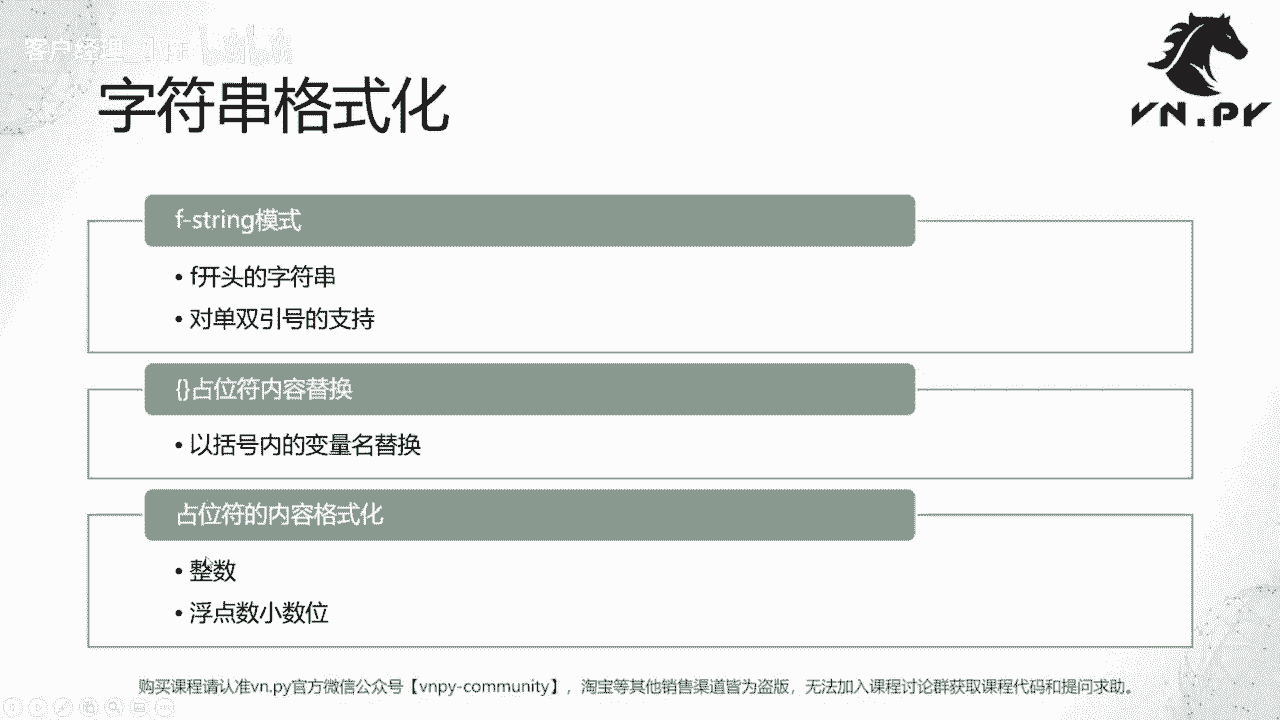 客户经理_
字符串格式化
VN.PY
f-string模式
• f开头的字符串
• 对单双引号的支持
{}占位符内容替换
• 以括号内的变量名替换
占位符的内容格式化
• 整数
• 浮点数小数位
购买课程请认准vn.py官方微信公众号【vnpy-community】，淘宝等其他销售渠道皆为盗版，无法加入课程讨论群获取课程代码和提问求助。